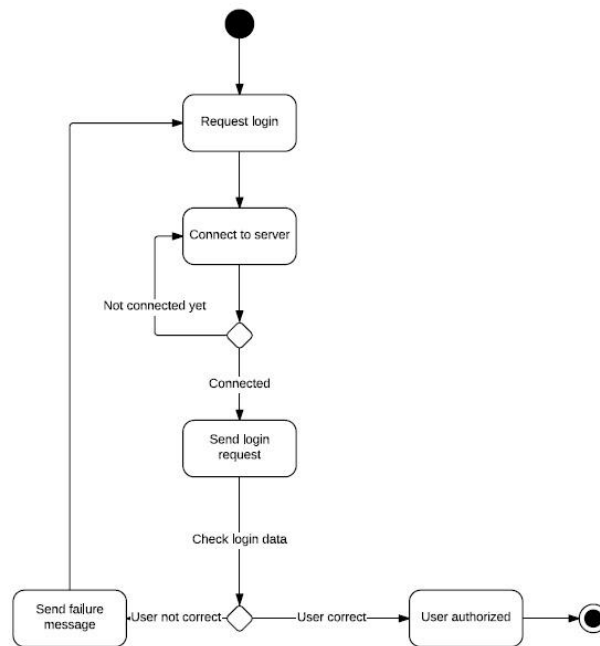 Request login
Connect to server
Not connected yet
Connected
Send login
request
Check login data
Send failure
message
User not correct
User correct
User authorized